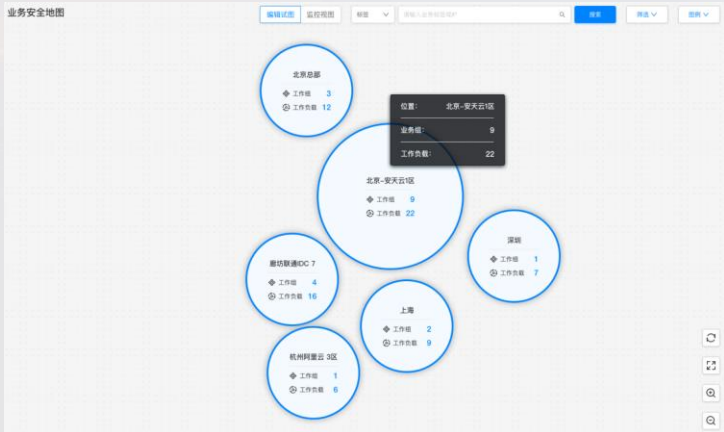 业务安全地图
编辑试图 监控视图 标签 搜索 筛选 图例
北京总部
工作组 3
工作负载 12
位置： 北京-安天云1区
业务组： 9
工作负载： 22
北京-安天云1区
工作组 9
工作负载 22
深圳
工作组 1
工作负载 7
廊坊联通IDC 7
工作组 4
工作负载 16
上海
工作组 2
工作负载 9
杭州阿里云 3区
工作组 1
工作负载 6